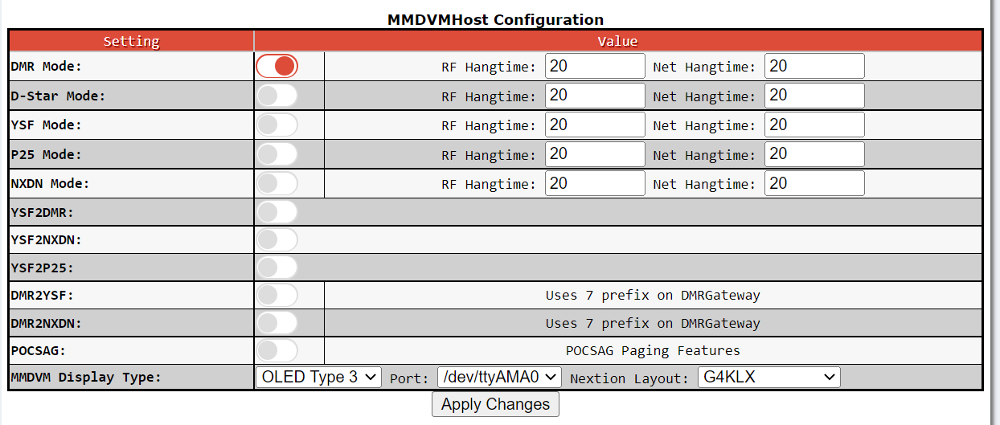 MMDVMHost Configuration
Setting Value
DMR Mode: RF Hangtime: 20 Net Hangtime: 20
D-Star Mode: RF Hangtime: 20 Net Hangtime: 20
YSF Mode: RF Hangtime: 20 Net Hangtime: 20
P25 Mode: RF Hangtime: 20 Net Hangtime: 20
NXDN Mode: RF Hangtime: 20 Net Hangtime: 20
YSF2DMR:
YSF2NXDN:
YSF2P25:
DMR2YSF: Uses 7 prefix on DMRGateway
DMR2NXDN: Uses 7 prefix on DMRGateway
POCSAG: POCSAG Paging Features
MMDVM Display Type: OLED Type 3 Port: /dev/ttyAMA0 Nextion Layout: G4KLX
Apply Changes